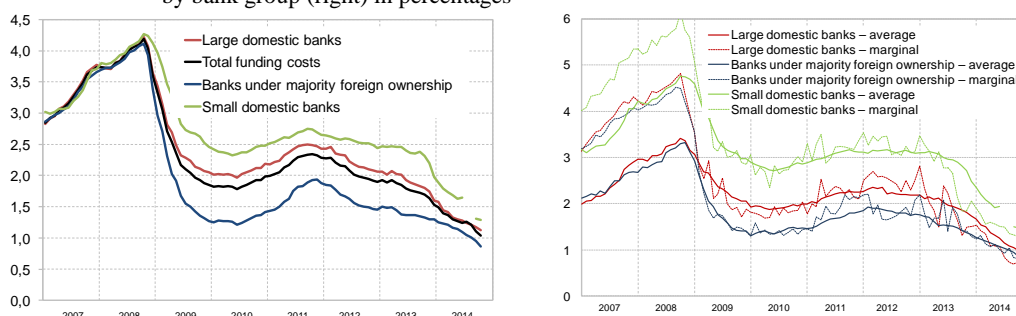 by bank group (right) in percentages
4,5
4,0
3,5
3,0
2,5
2,0
1,5
1,0
0,5
0,0
Large domestic banks
Total funding costs
Banks under majority foreign ownership
Small domestic banks
2007 2008 2009 2010 2011 2012 2013 2014
6
5
4
3
2
1
0
Large domestic banks – average
Large domestic banks – marginal
Banks under majority foreign ownership – average
Banks under majority foreign ownership – marginal
Small domestic banks – average
Small domestic banks – marginal
2007 2008 2009 2010 2011 2012 2013 2014